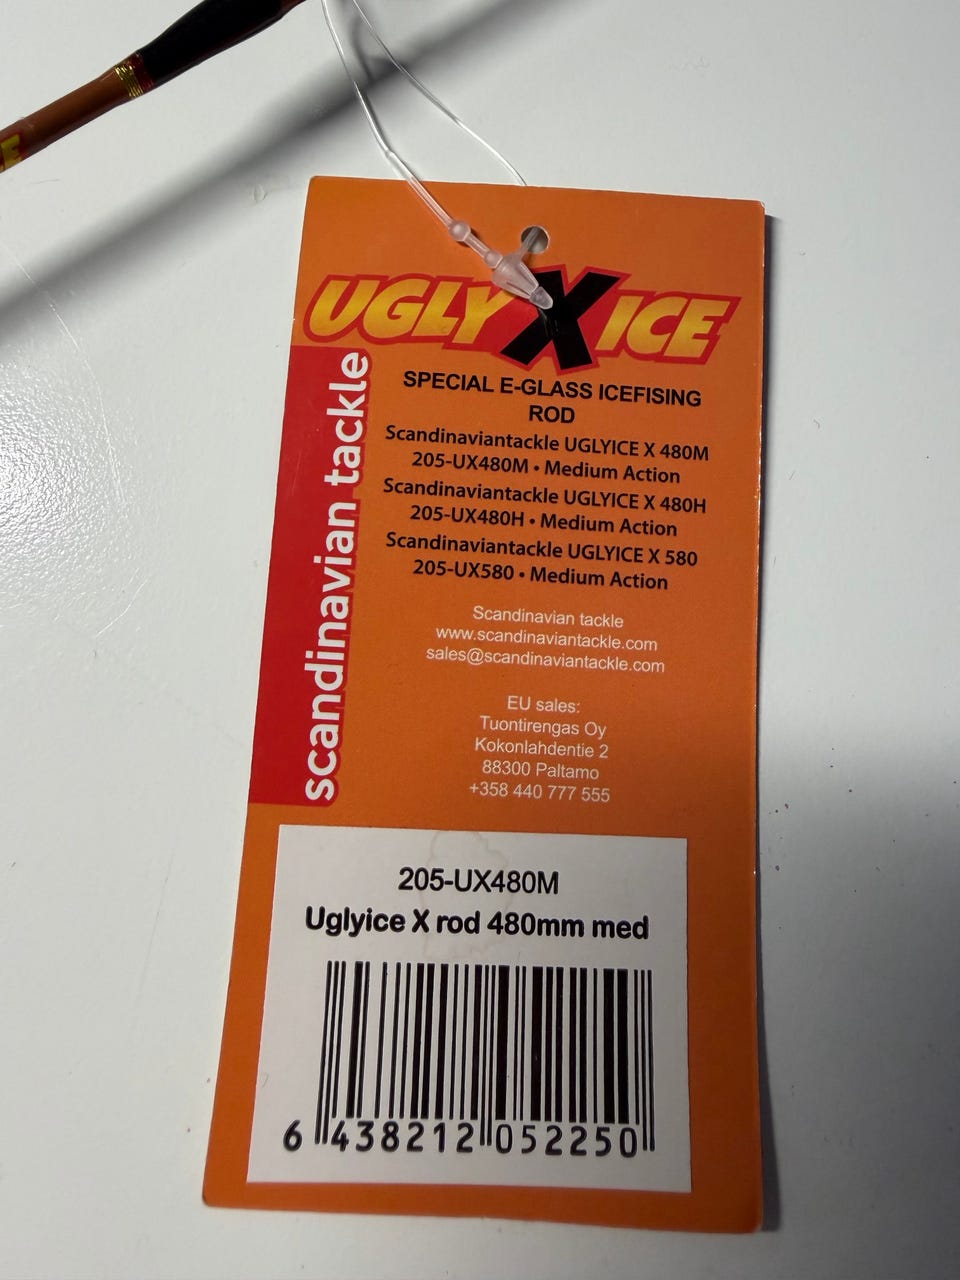 UGLY X ICE
scandinavian tackle
SPECIAL E-GLASS ICEFISING
ROD
Scandinaviantackle UGLYICE X 480M
205-UX480M • Medium Action
Scandinaviantackle UGLYICE X 480H
205-UX480H • Medium Action
Scandinaviantackle UGLYICE X 580
205-UX580 • Medium Action
Scandinavian tackle
www.scandinaviantackle.com
sales@scandinaviantackle.com
EU sales:
Tuontirengas Oy
Kokonlahdentie 2
88300 Paltamo
+358 440 777 555
205-UX480M
Uglyice X rod 480mm med
6 438212 052250